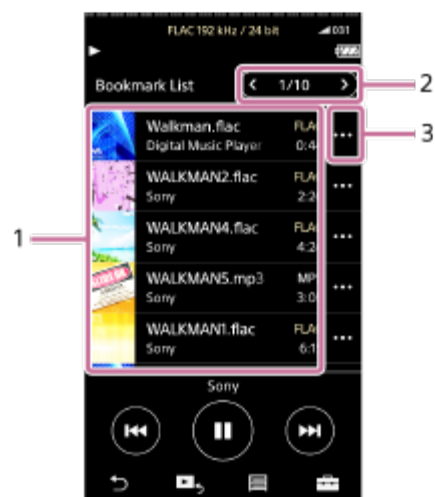 FLAC 192 kHz / 24 bit 031
Bookmark List 1/10 2
Walkman.flac FLA
Digital Music Player 0:4 3
WALKMAN2.flac FLA
Sony 2:2
WALKMAN4.flac FLA
Sony 4:2
1
WALKMAN5.mp3 MP
Sony 3:0
WALKMAN1.flac FLA
Sony 6:1
Sony